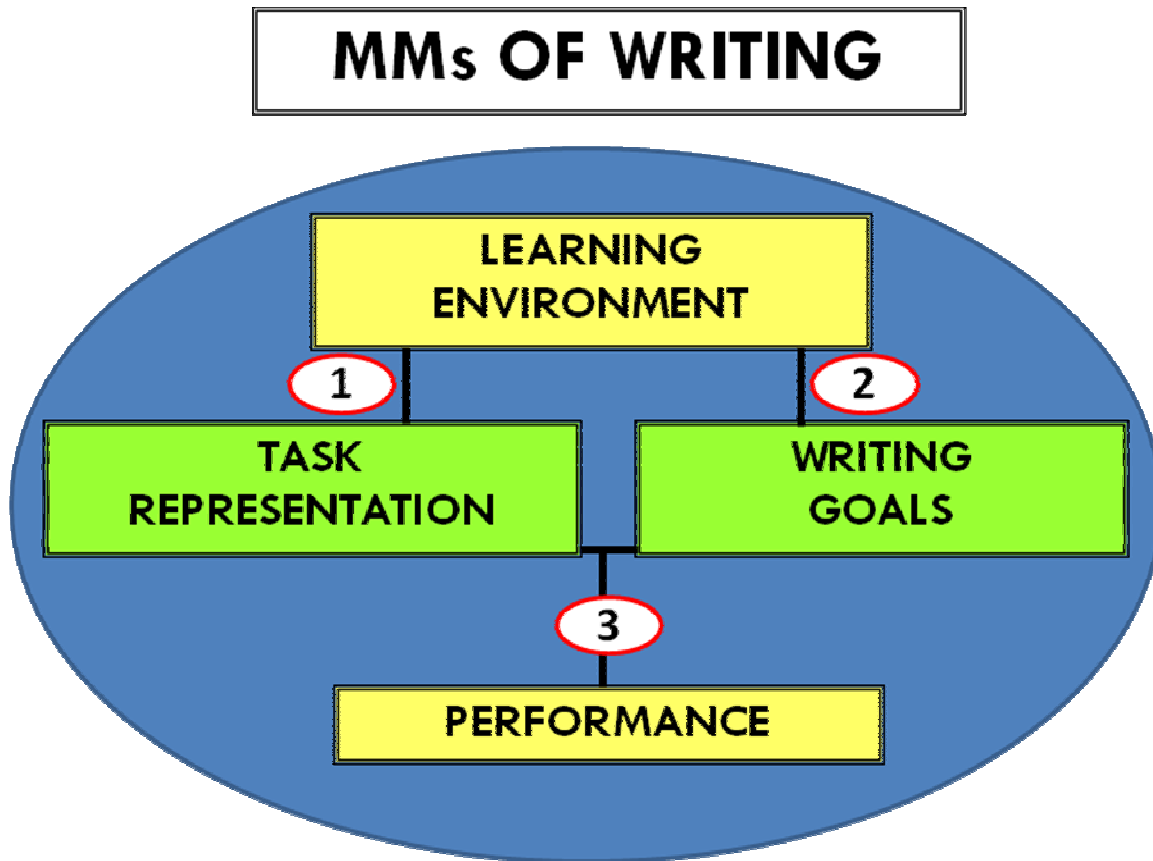 MMs OF WRITING
LEARNING
ENVIRONMENT
1
2
TASK
REPRESENTATION
WRITING
GOALS
3
PERFORMANCE